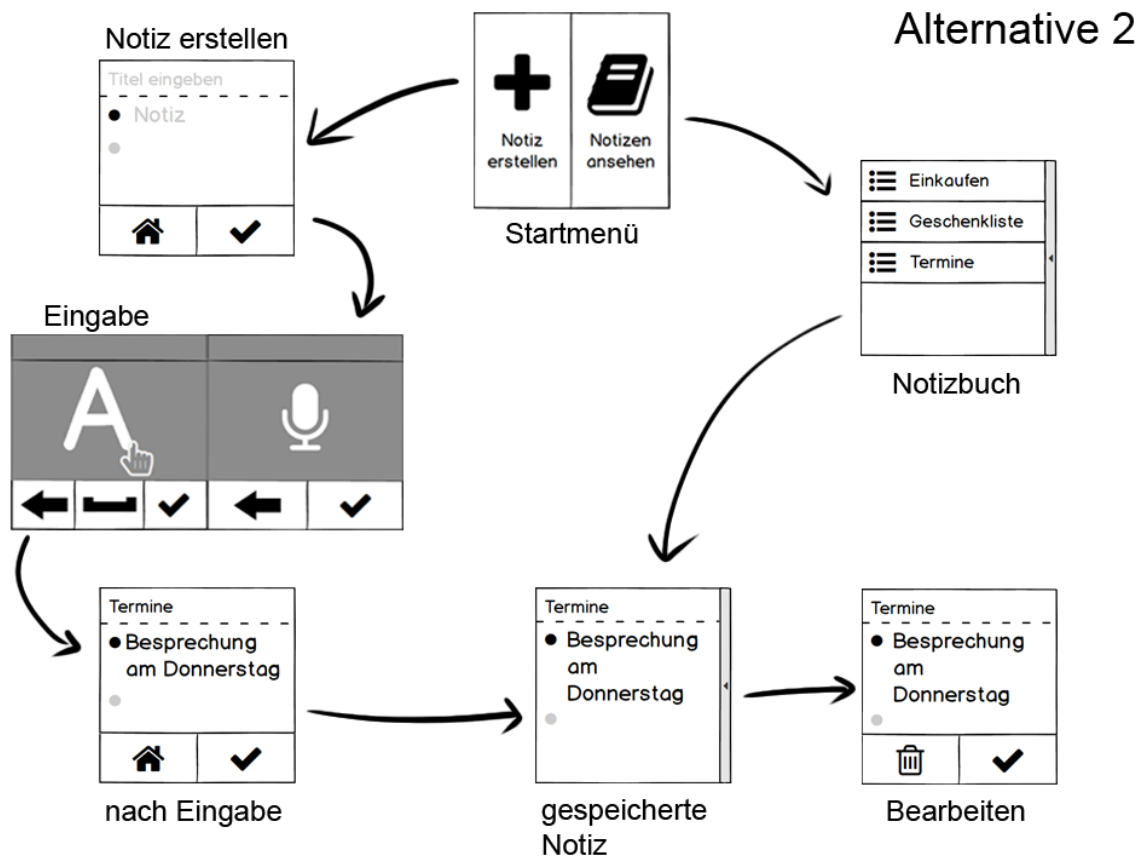 Alternative 2
Notiz erstellen
Titel eingeben
Notiz
Notiz
erstellen
Notizen
ansehen
Startmenü
Einkaufen
Geschenkliste
Termine
Notizbuch
Eingabe
A
Termine
Besprechung
am Donnerstag
nach Eingabe
Termine
Besprechung
am
Donnerstag
gespeicherte
Notiz
Termine
Besprechung
am
Donnerstag
Bearbeiten